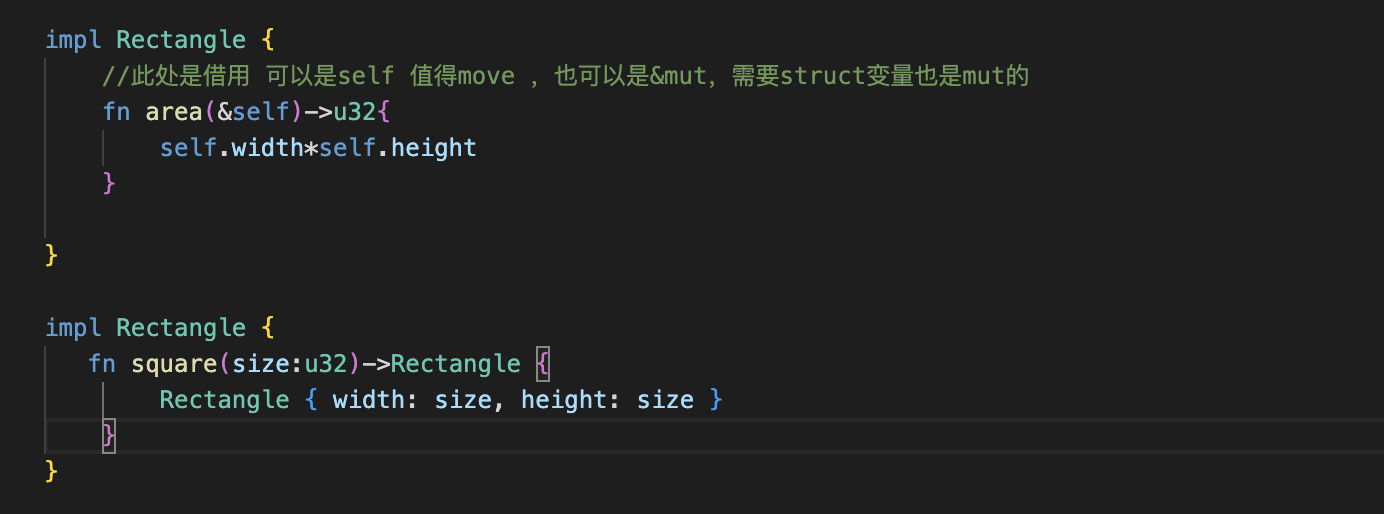 impl Rectangle {
//此处是借用 可以是self 值得move ，也可以是&mut，需要struct变量也是mut的
fn area(&self)->u32{
self.width*self.height
}
}
impl Rectangle {
fn square(size:u32)->Rectangle {
Rectangle { width: size, height: size }
}
}